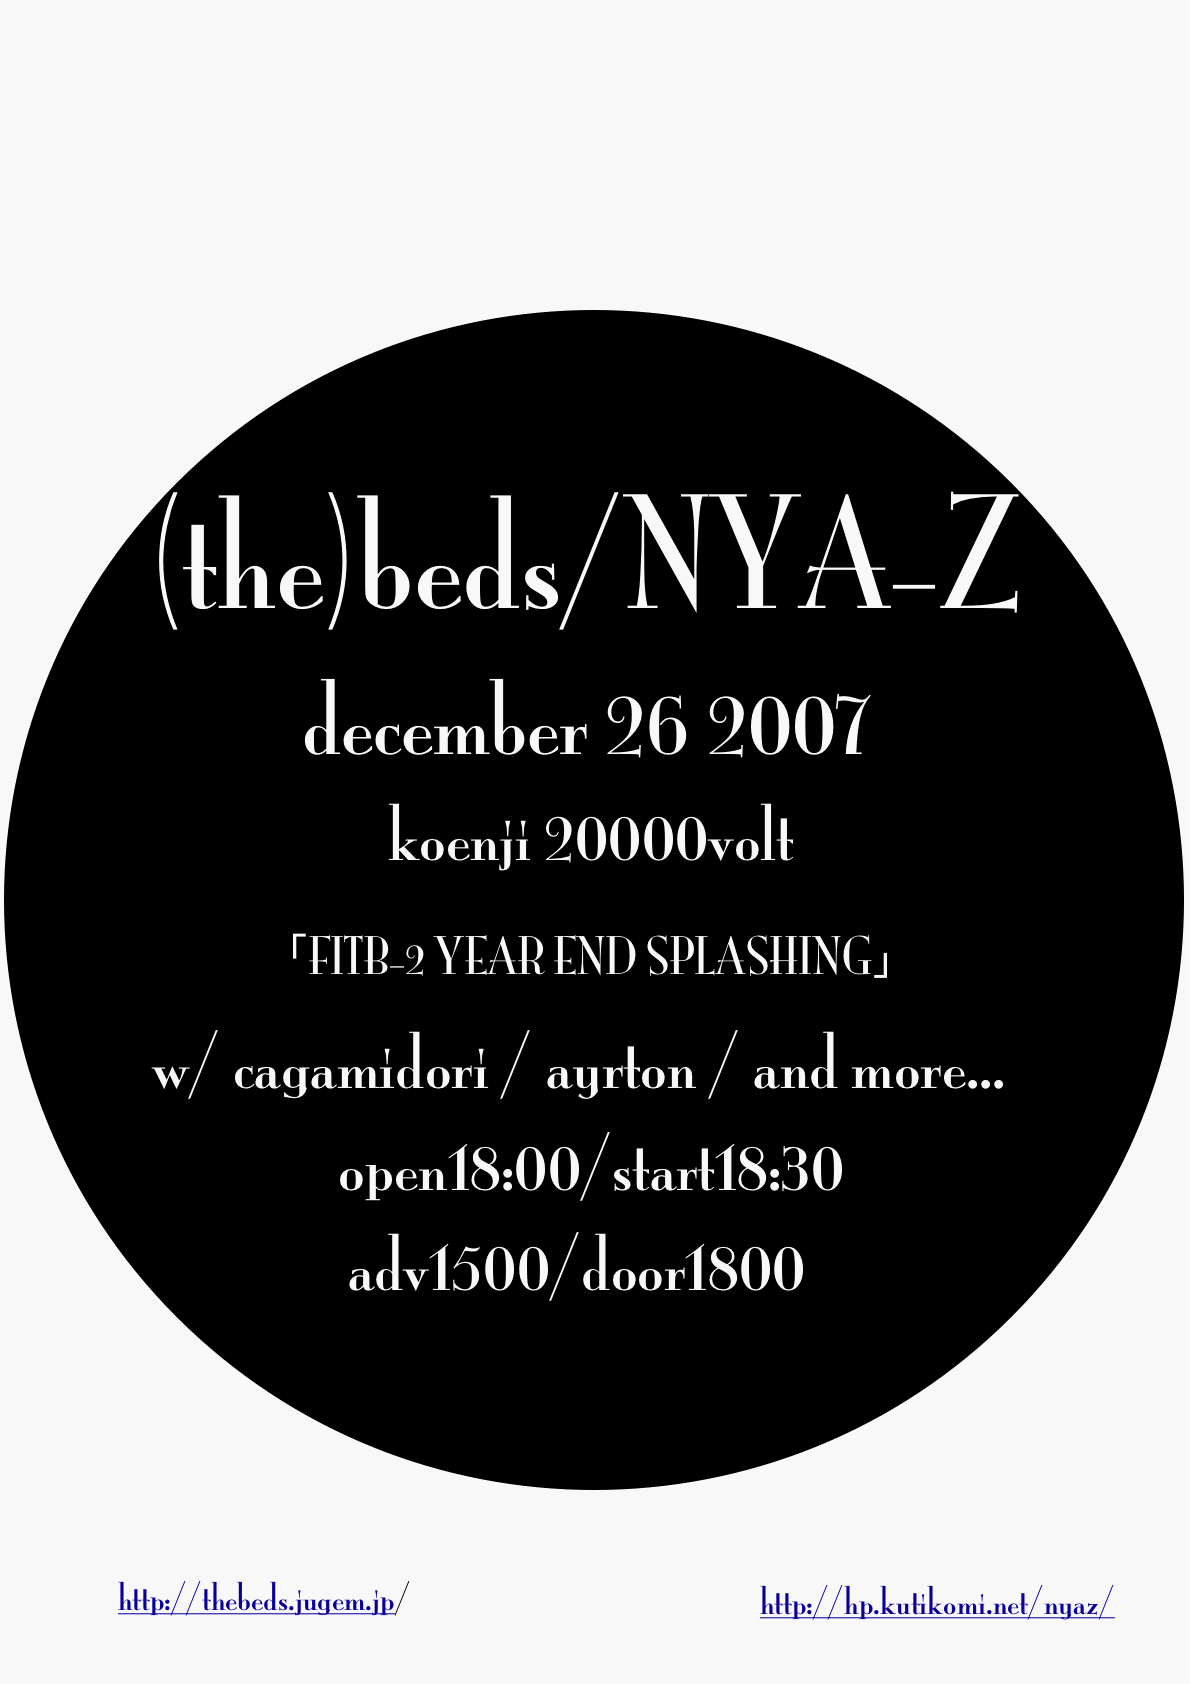 (the)beds/NYA-Z
december 26 2007
koenji 20000volt
「FITB-2 YEAR END SPLASHING」
w/ cagamidori / ayrton / and more...
open18:00/start18:30
adv1500/door1800
http://thebeds.jugem.jp/
http://hp.kutikomi.net/nyaz/